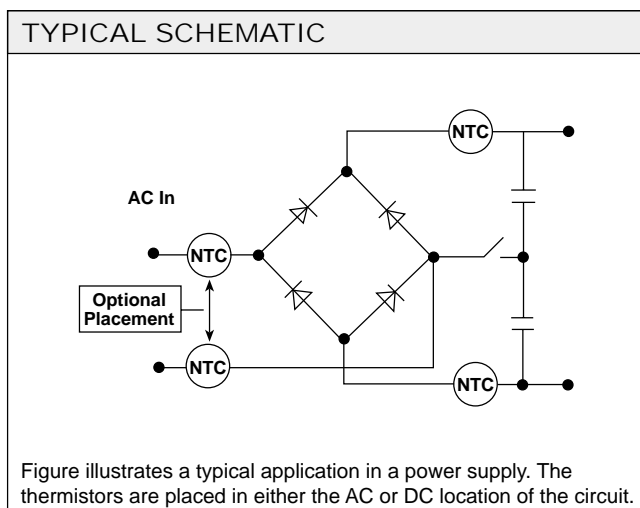 TYPICAL SCHEMATIC
NTC
AC In
NTC
Optional
Placement
NTC
NTC
Figure illustrates a typical application in a power supply. The
thermistors are placed in either the AC or DC location of the circuit.